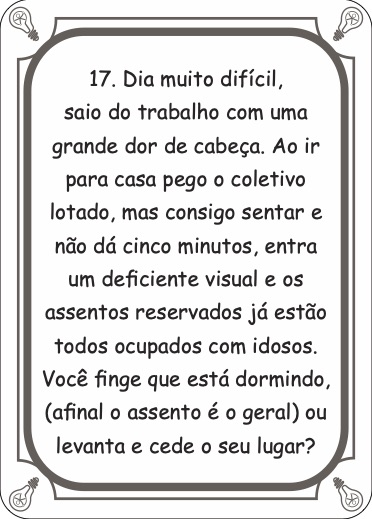 17. Dia muito difícil,
saio do trabalho com uma
grande dor de cabeça. Ao ir
para casa pego o coletivo
lotado, mas consigo sentar e
não dá cinco minutos, entra
um deficiente visual e os
assentos reservados já estão
todos ocupados com idosos.
Você finge que está dormindo,
(afinal o assento é o geral) ou
levanta e cede o seu lugar?